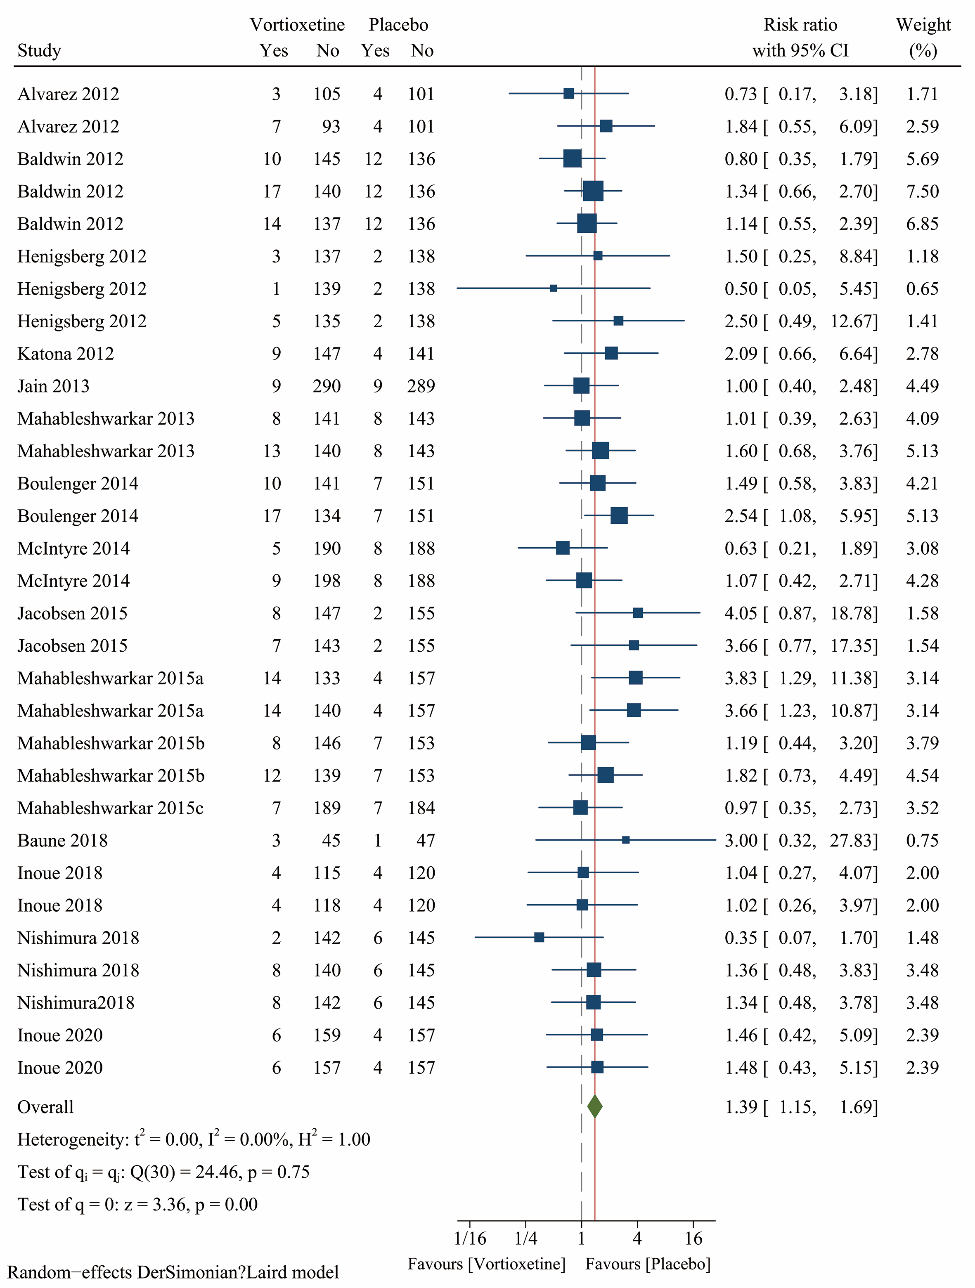 Vortioxetine Placebo Risk ratio Weight
Study Yes No Yes No with 95% CI (%)
Alvarez 2012 3 105 4 101 0.73 [ 0.17, 3.18] 1.71
Alvarez 2012 7 93 4 101 1.84 [ 0.55, 6.09] 2.59
Baldwin 2012 10 145 12 136 0.80 [ 0.35, 1.79] 5.69
Baldwin 2012 17 140 12 136 1.34 [ 0.66, 2.70] 7.50
Baldwin 2012 14 137 12 136 1.14 [ 0.55, 2.39] 6.85
Henigsberg 2012 3 137 2 138 1.50 [ 0.25, 8.84] 1.18
Henigsberg 2012 1 139 2 138 0.50 [ 0.05, 5.45] 0.65
Henigsberg 2012 5 135 2 138 2.50 [ 0.49, 12.67] 1.41
Katona 2012 9 147 4 141 2.09 [ 0.66, 6.64] 2.78
Jain 2013 9 290 9 289 1.00 [ 0.40, 2.48] 4.49
Mahableshwarkar 2013 8 141 8 143 1.01 [ 0.39, 2.63] 4.09
Mahableshwarkar 2013 13 140 8 143 1.60 [ 0.68, 3.76] 5.13
Boulenger 2014 10 141 7 151 1.49 [ 0.58, 3.83] 4.21
Boulenger 2014 17 134 7 151 2.54 [ 1.08, 5.95] 5.13
McIntyre 2014 5 190 8 188 0.63 [ 0.21, 1.89] 3.08
McIntyre 2014 9 198 8 188 1.07 [ 0.42, 2.71] 4.28
Jacobsen 2015 8 147 2 155 4.05 [ 0.87, 18.78] 1.58
Jacobsen 2015 7 143 2 155 3.66 [ 0.77, 17.35] 1.54
Mahableshwarkar 2015a 14 133 4 157 3.83 [ 1.29, 11.38] 3.14
Mahableshwarkar 2015a 14 140 4 157 3.66 [ 1.23, 10.87] 3.14
Mahableshwarkar 2015b 8 146 7 153 1.19 [ 0.44, 3.20] 3.79
Mahableshwarkar 2015b 12 139 7 153 1.82 [ 0.73, 4.49] 4.54
Mahableshwarkar 2015c 7 189 7 184 0.97 [ 0.35, 2.73] 3.52
Baune 2018 3 45 1 47 3.00 [ 0.32, 27.83] 0.75
Inoue 2018 4 115 4 120 1.04 [ 0.27, 4.07] 2.00
Inoue 2018 4 118 4 120 1.02 [ 0.26, 3.97] 2.00
Nishimura 2018 2 142 6 145 0.35 [ 0.07, 1.70] 1.48
Nishimura 2018 8 140 6 145 1.36 [ 0.48, 3.83] 3.48
Nishimura2018 8 142 6 145 1.34 [ 0.48, 3.78] 3.48
Inoue 2020 6 159 4 157 1.46 [ 0.42, 5.09] 2.39
Inoue 2020 6 157 4 157 1.48 [ 0.43, 5.15] 2.39
Overall 1.39 [ 1.15, 1.69]
Heterogeneity: t² = 0.00, I² = 0.00%, H² = 1.00
Test of qᵢ = qⱼ: Q(30) = 24.46, p = 0.75
Test of q = 0: z = 3.36, p = 0.00
1/16 1/4 1 4 16
Favours [Vortioxetine] Favours [Placebo]
Random−effects DerSimonian?Laird model